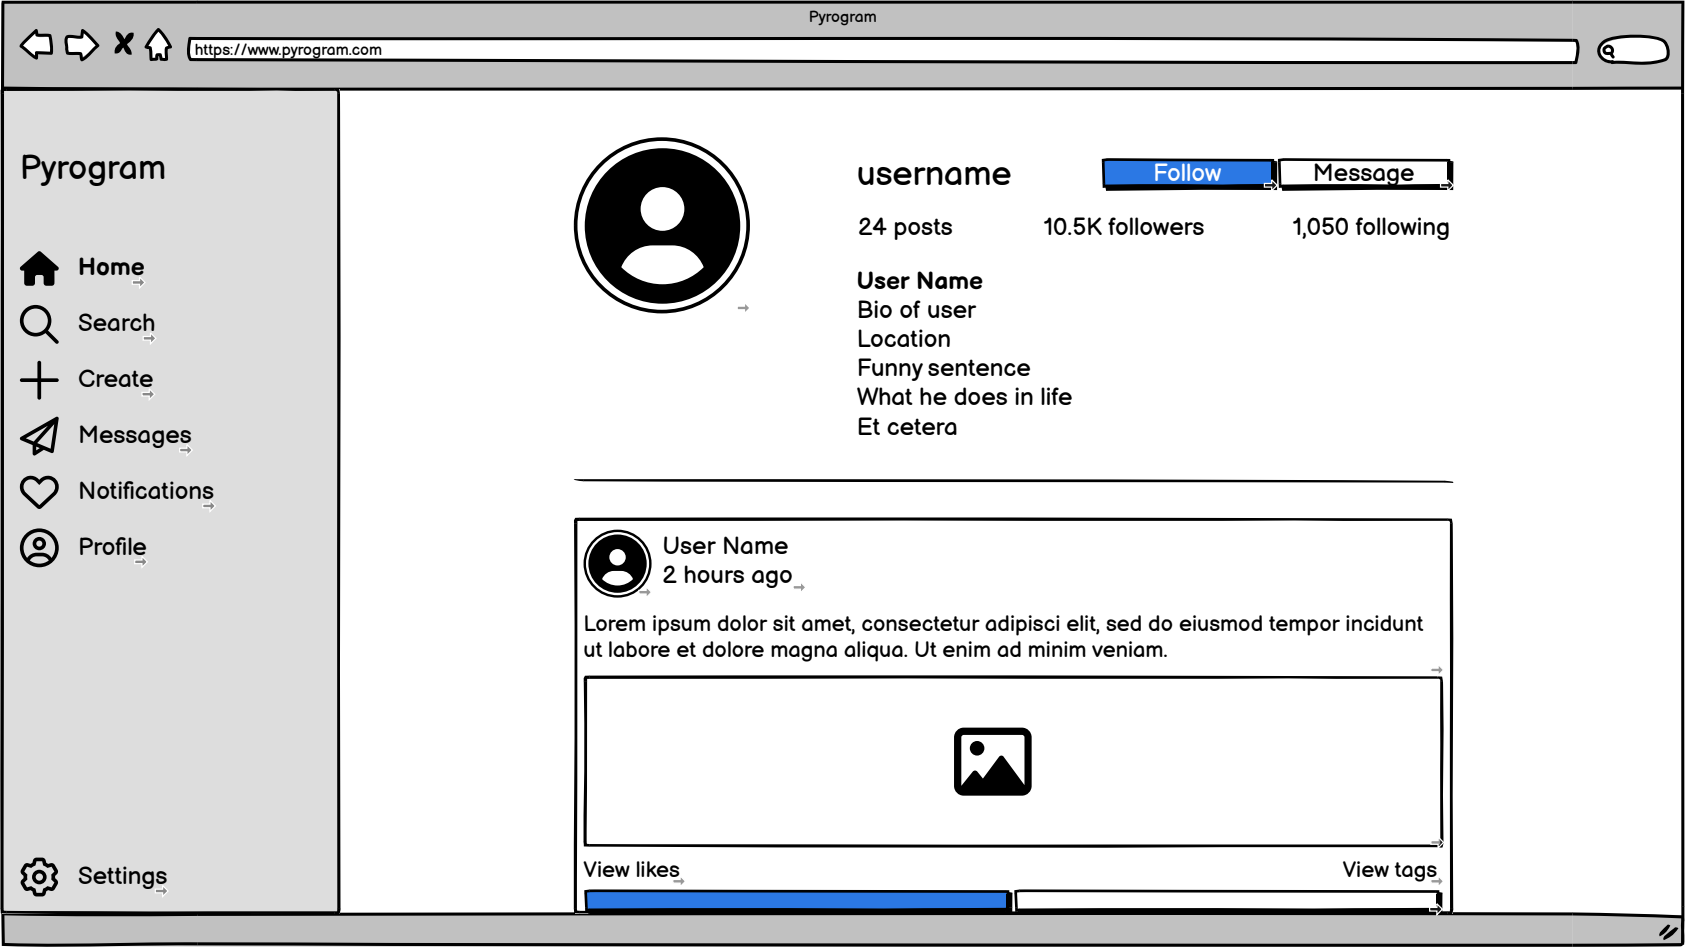 Pyrogram
https://www.pyrogram.com
Pyrogram
Home
Search
Create
Messages
Notifications
Profile
Settings
username
Follow
Message
24 posts
10.5K followers
1,050 following
User Name
Bio of user
Location
Funny sentence
What he does in life
Et cetera
User Name
2 hours ago
Lorem ipsum dolor sit amet, consectetur adipisci elit, sed do eiusmod tempor incidunt
ut labore et dolore magna aliqua. Ut enim ad minim veniam.
View likes
View tags